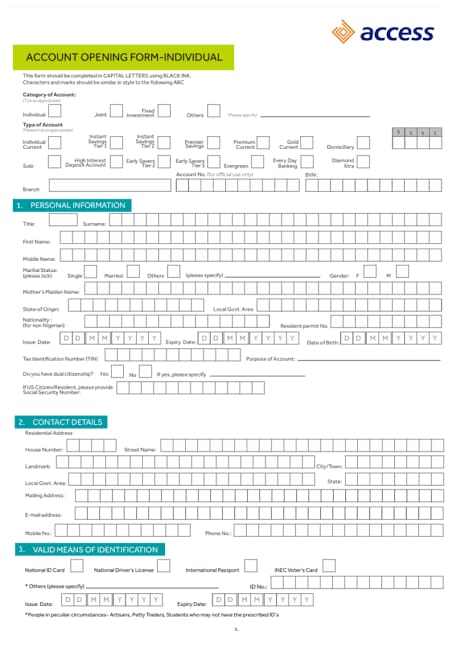 access
ACCOUNT OPENING FORM-INDIVIDUAL
This form should be completed in CAPITAL LETTERS using BLACK INK.
Characters and marks should be similar in style to the following ABC
Category of Account:
(Tick as appropriate)
Individual Joint Fixed Investment Others (Please specify)
Type of Account
(Please tick as appropriate)
Individual Current Instant Savings Tier 1 Instant Savings Tier 2 Premier Savings Premium Current Gold Current Domiciliary $ € ¥ £
Solo High Interest Deposit Account Early Savers Tier 2 Early Savers Tier 3 Evergreen Every Day Banking Diamond Xtra
Account No. (for official use only) BVN:
Branch
1. PERSONAL INFORMATION
Title: Surname:
First Name:
Middle Name:
Marital Status: (please tick) Single Married Others (please specify) Gender: F M
Mother's Maiden Name:
State of Origin: Local Govt. Area
Nationality : (for non Nigerian) Resident permit No.
Issue Date: D D M M Y Y Y Y Expiry Date: D D M M Y Y Y Y Date of Birth: D D M M Y Y Y Y
Tax Identification Number (TIN) Purpose of Account:
Do you have dual citizenship? Yes No If yes, please specify
If US Citizen/Resident, please provide
Social Security Number:
2. CONTACT DETAILS
Residential Address
House Number: Street Name:
Landmark: City/Town:
Local Govt. Area: State:
Mailing Address:
E-mail address:
Mobile No.: Phone No.:
3. VALID MEANS OF IDENTIFICATION
National ID Card National Driver's License International Passport INEC Voter's Card
* Others (please specify) ID No.:
Issue Date: D D M M Y Y Y Y Expiry Date: D D M M Y Y Y Y
*People in peculiar circumstances- Artisans, Petty Traders, Students who may not have the prescribed ID's
1.